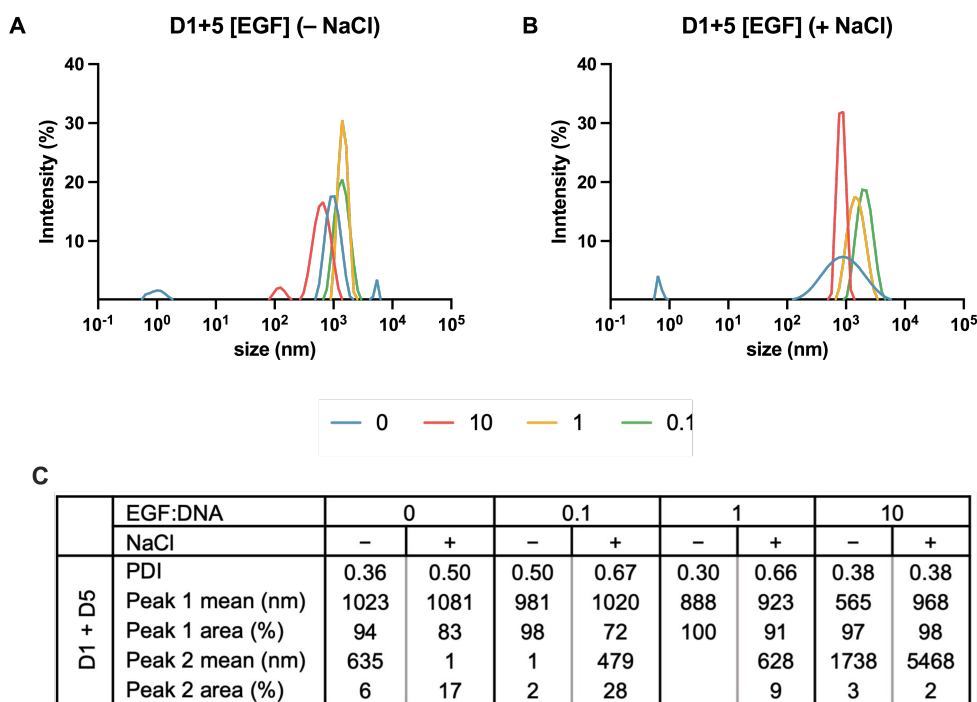 A
D1+5 [EGF] (– NaCl)
Inntensity (%)
40
30
20
10
10-1 100 101 102 103 104 105
size (nm)
B
D1+5 [EGF] (+ NaCl)
Inntensity (%)
40
30
20
10
10-1 100 101 102 103 104 105
size (nm)
0 10 1 0.1
C
EGF:DNA 0 0.1 1 10
NaCl – + – + – + – +
D1 + D5
PDI 0.36 0.50 0.50 0.67 0.30 0.66 0.38 0.38
Peak 1 mean (nm) 1023 1081 981 1020 888 923 565 968
Peak 1 area (%) 94 83 98 72 100 91 97 98
Peak 2 mean (nm) 635 1 1 479 628 1738 5468
Peak 2 area (%) 6 17 2 28 9 3 2